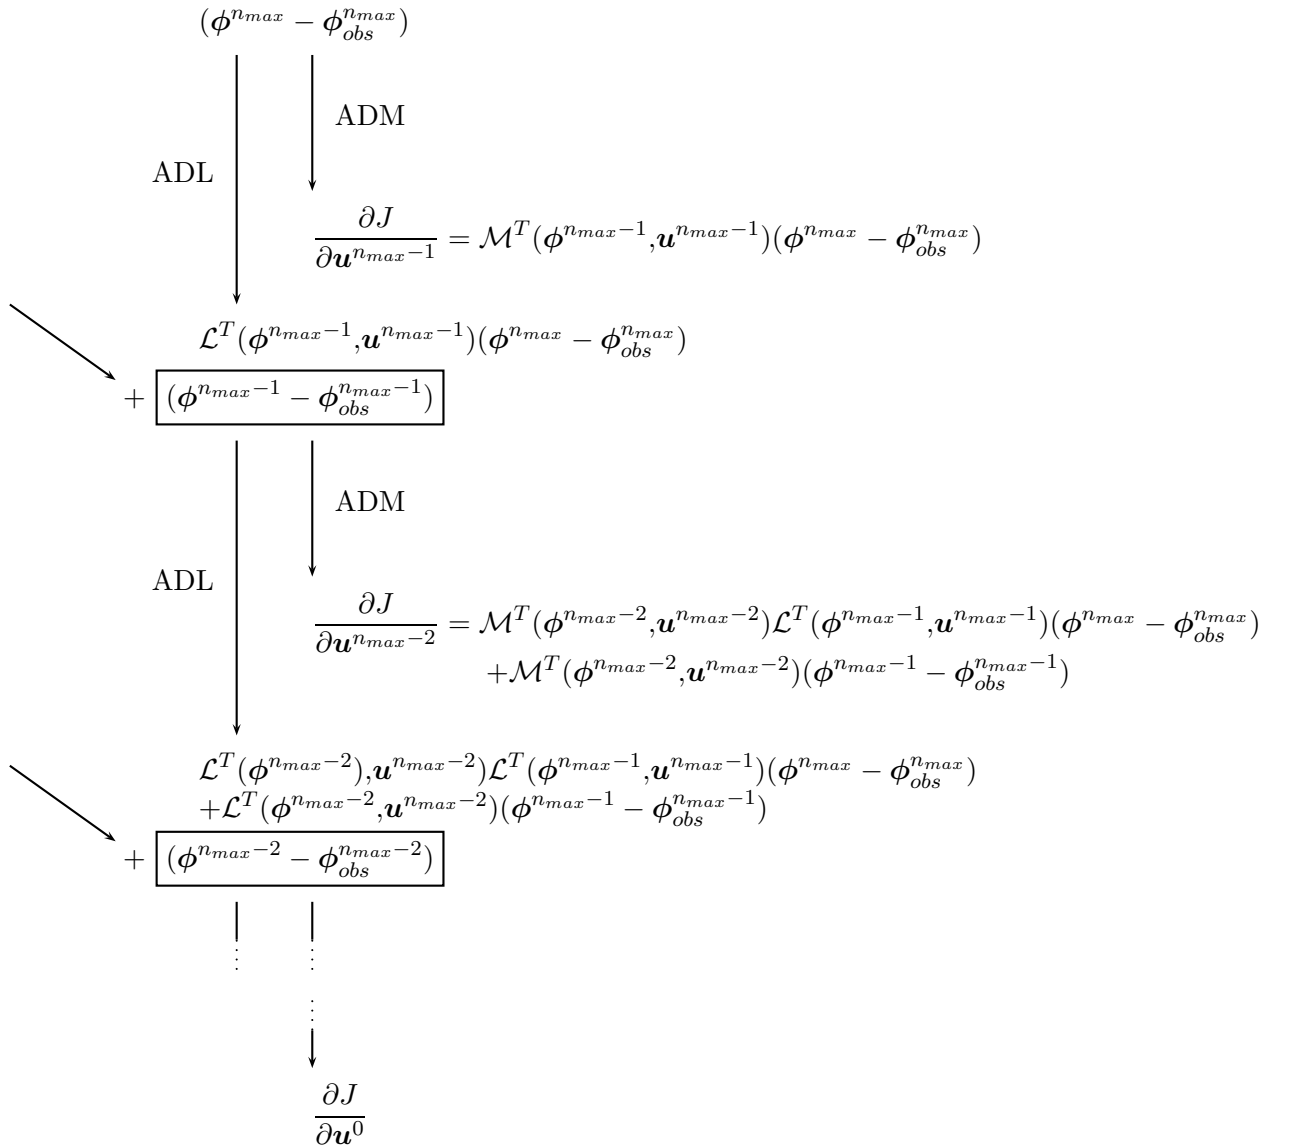 (ϕ^{n_{max}} − ϕ_{obs}^{n_{max}})
ADM
ADL
∂J/∂u^{n_{max}−1} = ℳ^T(ϕ^{n_{max}−1},u^{n_{max}−1})(ϕ^{n_{max}} − ϕ_{obs}^{n_{max}})
ℒ^T(ϕ^{n_{max}−1},u^{n_{max}−1})(ϕ^{n_{max}} − ϕ_{obs}^{n_{max}})
+ (ϕ^{n_{max}−1} − ϕ_{obs}^{n_{max}−1})
ADM
ADL
∂J/∂u^{n_{max}−2} = ℳ^T(ϕ^{n_{max}−2},u^{n_{max}−2})ℒ^T(ϕ^{n_{max}−1},u^{n_{max}−1})(ϕ^{n_{max}} − ϕ_{obs}^{n_{max}})
+ℳ^T(ϕ^{n_{max}−2},u^{n_{max}−2})(ϕ^{n_{max}−1} − ϕ_{obs}^{n_{max}−1})
ℒ^T(ϕ^{n_{max}−2}),u^{n_{max}−2})ℒ^T(ϕ^{n_{max}−1},u^{n_{max}−1})(ϕ^{n_{max}} − ϕ_{obs}^{n_{max}})
+ℒ^T(ϕ^{n_{max}−2},u^{n_{max}−2})(ϕ^{n_{max}−1} − ϕ_{obs}^{n_{max}−1})
+ (ϕ^{n_{max}−2} − ϕ_{obs}^{n_{max}−2})
∂J/∂u^0